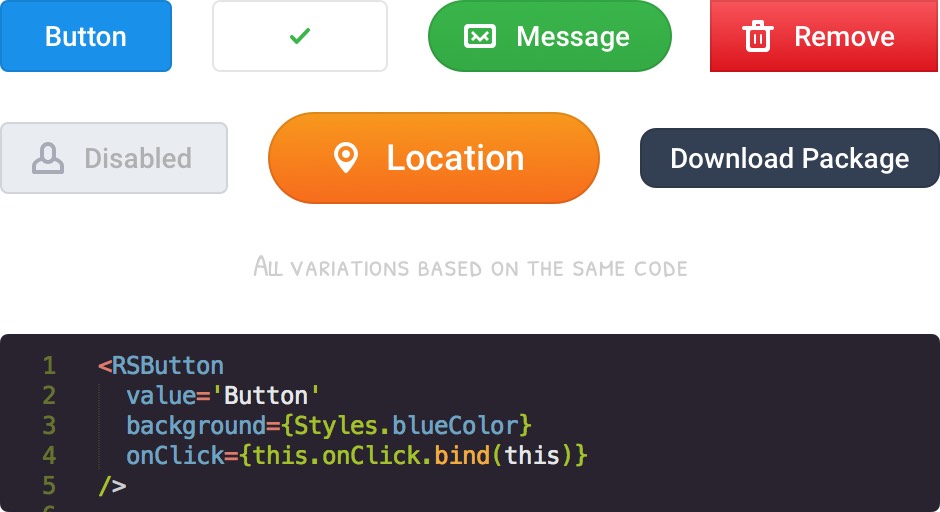 Button
Message
Remove
Disabled
Location
Download Package
All variations based on the same code
1 <RSButton
2   value='Button'
3   background={Styles.blueColor}
4   onClick={this.onClick.bind(this)}
5 />